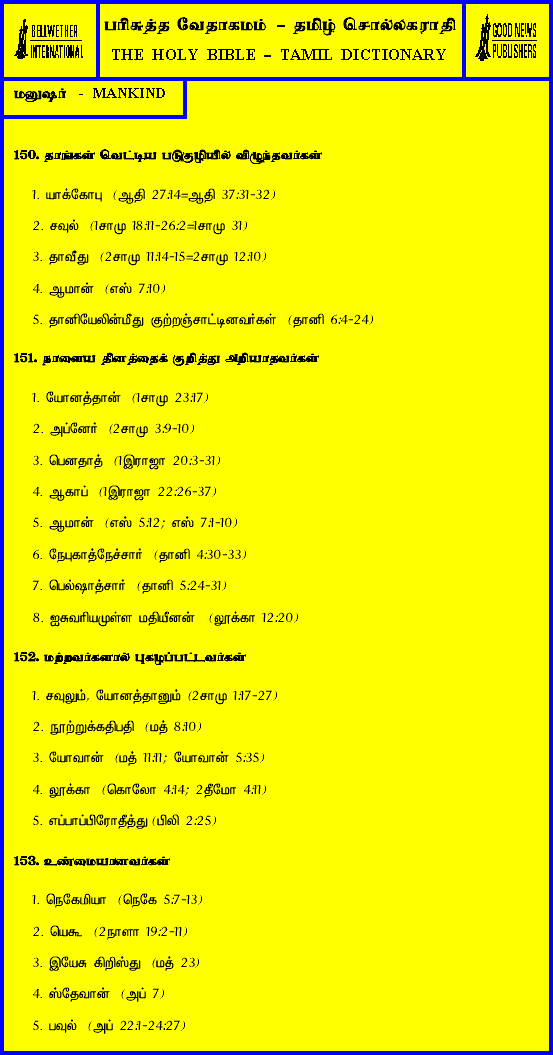 BELLWETHER
INTERNATIONAL
பரிசுத்த வேதாகமம் – தமிழ் சொல்லகராதி
THE HOLY BIBLE – TAMIL DICTIONARY
GOOD NEWS
PUBLISHERS
மனுஷர் - MANKIND
150. தாங்கள் வெட்டிய படுகுழியில் விழுந்தவர்கள்
1. யாக்கோபு (ஆதி 27:14=ஆதி 37:31-32)
2. சவுல் (1சாமு 18:11-26:2=1சாமு 31)
3. தாவீது (2சாமு 11:14-15=2சாமு 12:10)
4. ஆமான் (எஸ் 7:10)
5. தானியேலின்மீது குற்றஞ்சாட்டினவர்கள் (தானி 6:4-24)
151. நாளைய தினத்தைக் குறித்து அறியாதவர்கள்
1. யோனத்தான் (1சாமு 23:17)
2. அப்னேர் (2சாமு 3:9-10)
3. பெனதாத் (1இராஜா 20:3-31)
4. ஆகாப் (1இராஜா 22:26-37)
5. ஆமான் (எஸ் 5:12; எஸ் 7:1-10)
6. நேபுகாத்நேச்சார் (தானி 4:30-33)
7. பெல்ஷாத்சார் (தானி 5:24-31)
8. ஐசுவரியமுள்ள மதியீனன் (லூக்கா 12:20)
152. மற்றவர்களால் புகழப்பட்டவர்கள்
1. சவுலும், யோனத்தானும் (2சாமு 1:17-27)
2. நூற்றுக்கதிபதி (மத் 8:10)
3. யோவான் (மத் 11:11; யோவான் 5:35)
4. லூக்கா (கொலோ 4:14; 2தீமோ 4:11)
5. எப்பாப்பிரோதீத்து (பிலி 2:25)
153. உண்மையானவர்கள்
1. நெகேமியா (நெகே 5:7-13)
2. யெகூ (2நாளா 19:2-11)
3. இயேசு கிறிஸ்து (மத் 23)
4. ஸ்தேவான் (அப் 7)
5. பவுல் (அப் 22:1-24:27)